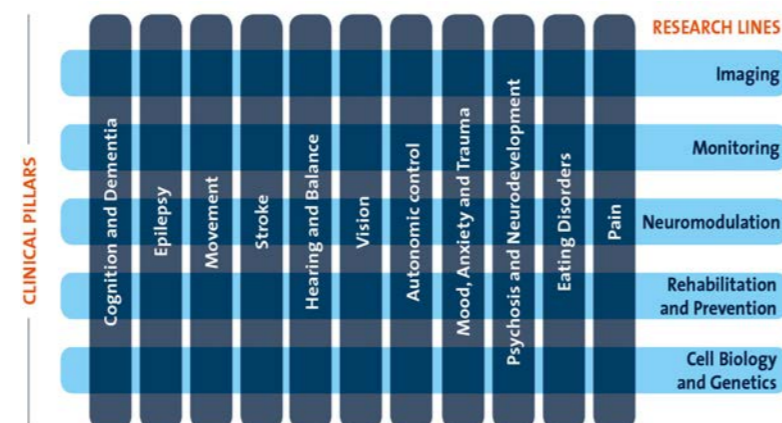 RESEARCH LINES
CLINICAL PILLARS
Cognition and Dementia
Epilepsy
Movement
Stroke
Hearing and Balance
Vision
Autonomic control
Mood, Anxiety and Trauma
Psychosis and Neurodevelopment
Eating Disorders
Pain
Imaging
Monitoring
Neuromodulation
Rehabilitation
and Prevention
Cell Biology
and Genetics